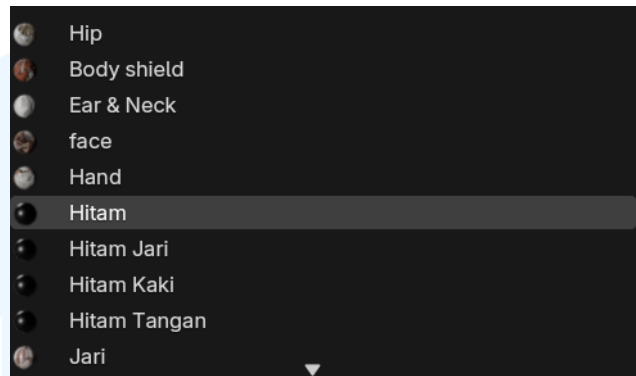 Hip
Body shield
Ear & Neck
face
Hand
Hitam
Hitam Jari
Hitam Kaki
Hitam Tangan
Jari